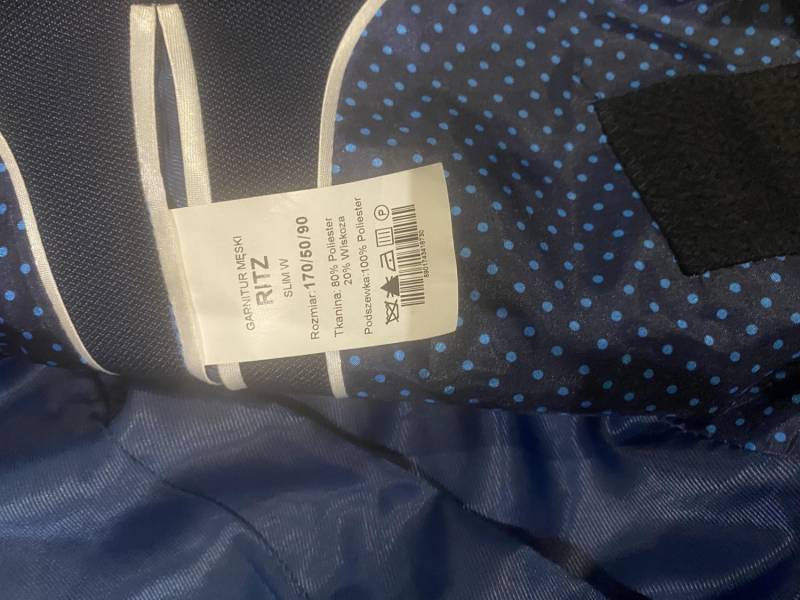 GARNITUR MĘSKI
RITZ
SLIM W
Rozmiar: 170/50/90
Tkanina: 80% Poliester
20% Wiskoza
Podszewka:100% Poliester
P